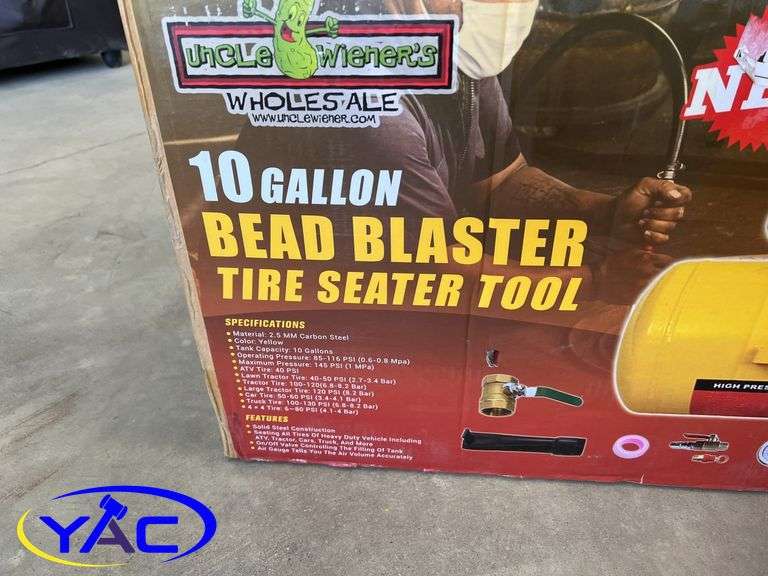 UNCLE WIENER'S
WHOLESALE
WWW.UNCLEWIENER.COM
10 GALLON
BEAD BLASTER
TIRE SEATER TOOL
SPECIFICATIONS
Material: 2.5 MM Carbon Steel
Color: Yellow
Tank Capacity: 10 Gallons
Operating Pressure: 85-116 PSI (0.6-0.8 Mpa)
Maximum Pressure: 145 PSI (1 MPa)
ATV Tire: 40 PSI
Lawn Tractor Tire: 40-50 PSI (2.7-3.4 Bar)
Tractor Tire: 100-120(6.8-8.2 Bar)
Large Tractor Tire: 120 PSI (8.2 Bar)
Car Tire: 50-60 PSI (3.4-4.1 Bar)
Truck Tire: 100-130 PSI (6.8-8.2 Bar)
4 × 4 Tire: 6-80 PSI (4.1-4 Bar)
FEATURES
Solid Steel Construction
Seating All Tires Of Heavy Duty Vehicle Including
ATV, Tractor, Cars, Truck, And More
On/Off Valve Controlling The Filling Of Tank
Air Gauge Tells You The Air Volume Accurately
HIGH PRES
YAC